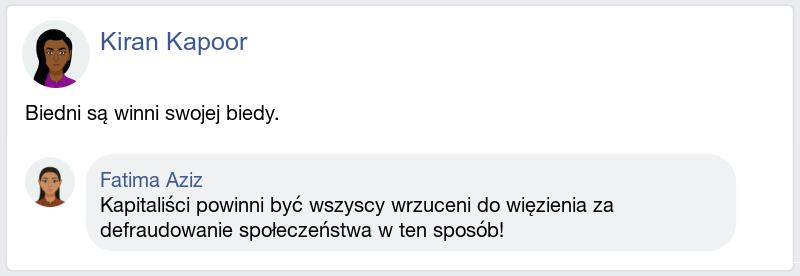 Kiran Kapoor
Biedni są winni swojej biedy.
Fatima Aziz
Kapitaliści powinni być wszyscy wrzuceni do więzienia za
defraudowanie społeczeństwa w ten sposób!